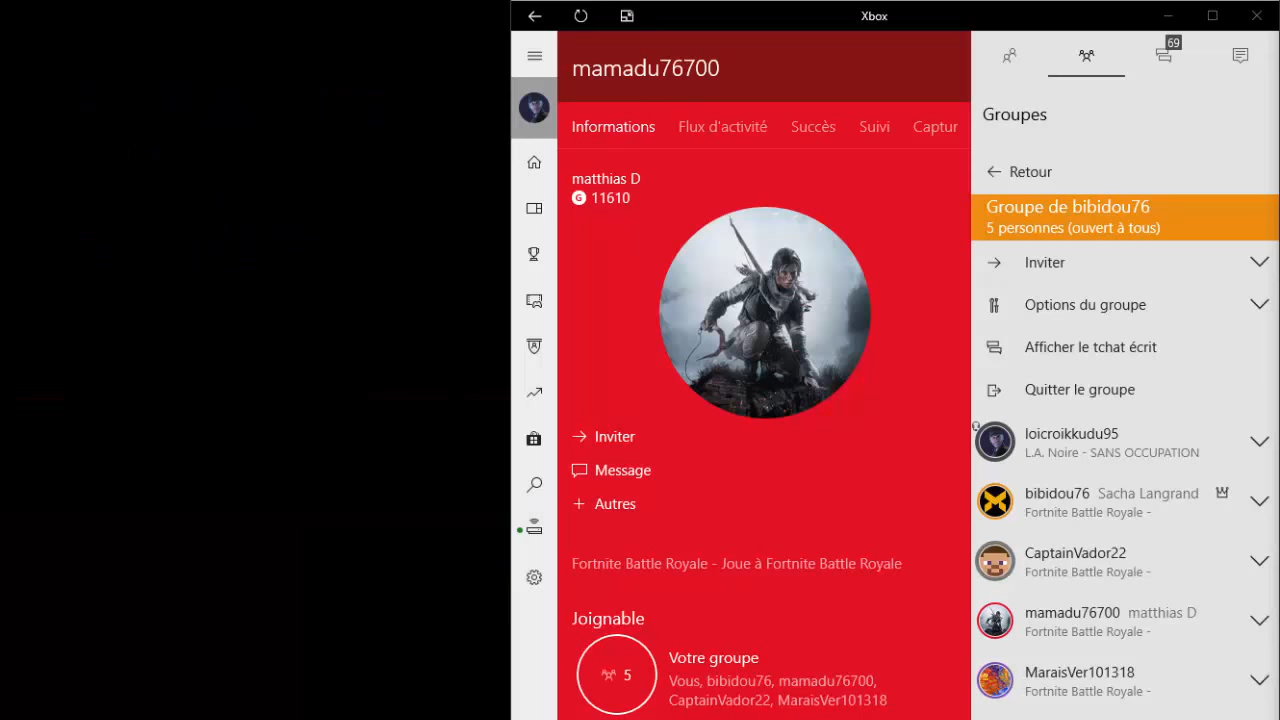 Xbox
mamadu76700
Informations Flux d'activité Succès Suivi Captur
matthias D
G 11610
Inviter
Message
Autres
Fortnite Battle Royale - Joue à Fortnite Battle Royale
Joignable
5
Votre groupe
Vous, bibidou76, mamadu76700,
CaptainVador22, MaraisVer101318
69
Groupes
Retour
Groupe de bibidou76
5 personnes (ouvert à tous)
Inviter
Options du groupe
Afficher le tchat écrit
Quitter le groupe
loicroikkudu95
L.A. Noire - SANS OCCUPATION
bibidou76 Sacha Langrand
Fortnite Battle Royale -
CaptainVador22
Fortnite Battle Royale -
mamadu76700 matthias D
Fortnite Battle Royale -
MaraisVer101318
Fortnite Battle Royale -